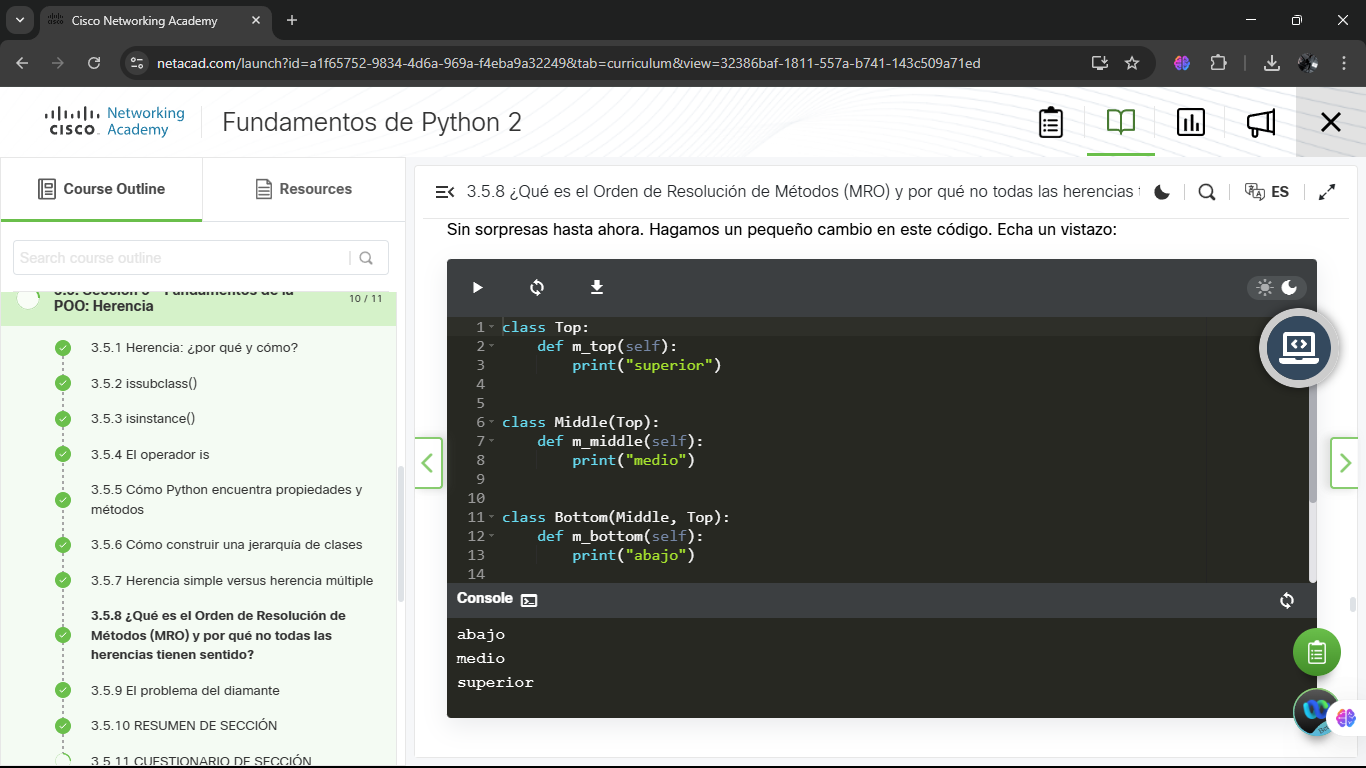 Cisco Networking Academy
netacad.com/launch?id=a1f65752-9834-4d6a-969a-f4eba9a32249&tab=curriculum&view=32386baf-1811-557a-b741-143c509a71ed
Networking
CISCO Academy
Fundamentos de Python 2
Course Outline
Resources
Search course outline
POO: Herencia
10 / 11
3.5.1 Herencia: ¿por qué y cómo?
3.5.2 issubclass()
3.5.3 isinstance()
3.5.4 El operador is
3.5.5 Cómo Python encuentra propiedades y
métodos
3.5.6 Cómo construir una jerarquía de clases
3.5.7 Herencia simple versus herencia múltiple
3.5.8 ¿Qué es el Orden de Resolución de
Métodos (MRO) y por qué no todas las
herencias tienen sentido?
3.5.9 El problema del diamante
3.5.10 RESUMEN DE SECCIÓN
3.5.11 CUESTIONARIO DE SECCIÓN
3.5.8 ¿Qué es el Orden de Resolución de Métodos (MRO) y por qué no todas las herencias
ES
Sin sorpresas hasta ahora. Hagamos un pequeño cambio en este código. Echa un vistazo:
1 class Top:
2 def m_top(self):
3 print("superior")
4
5
6 class Middle(Top):
7 def m_middle(self):
8 print("medio")
9
10
11 class Bottom(Middle, Top):
12 def m_bottom(self):
13 print("abajo")
14
Console
abajo
medio
superior